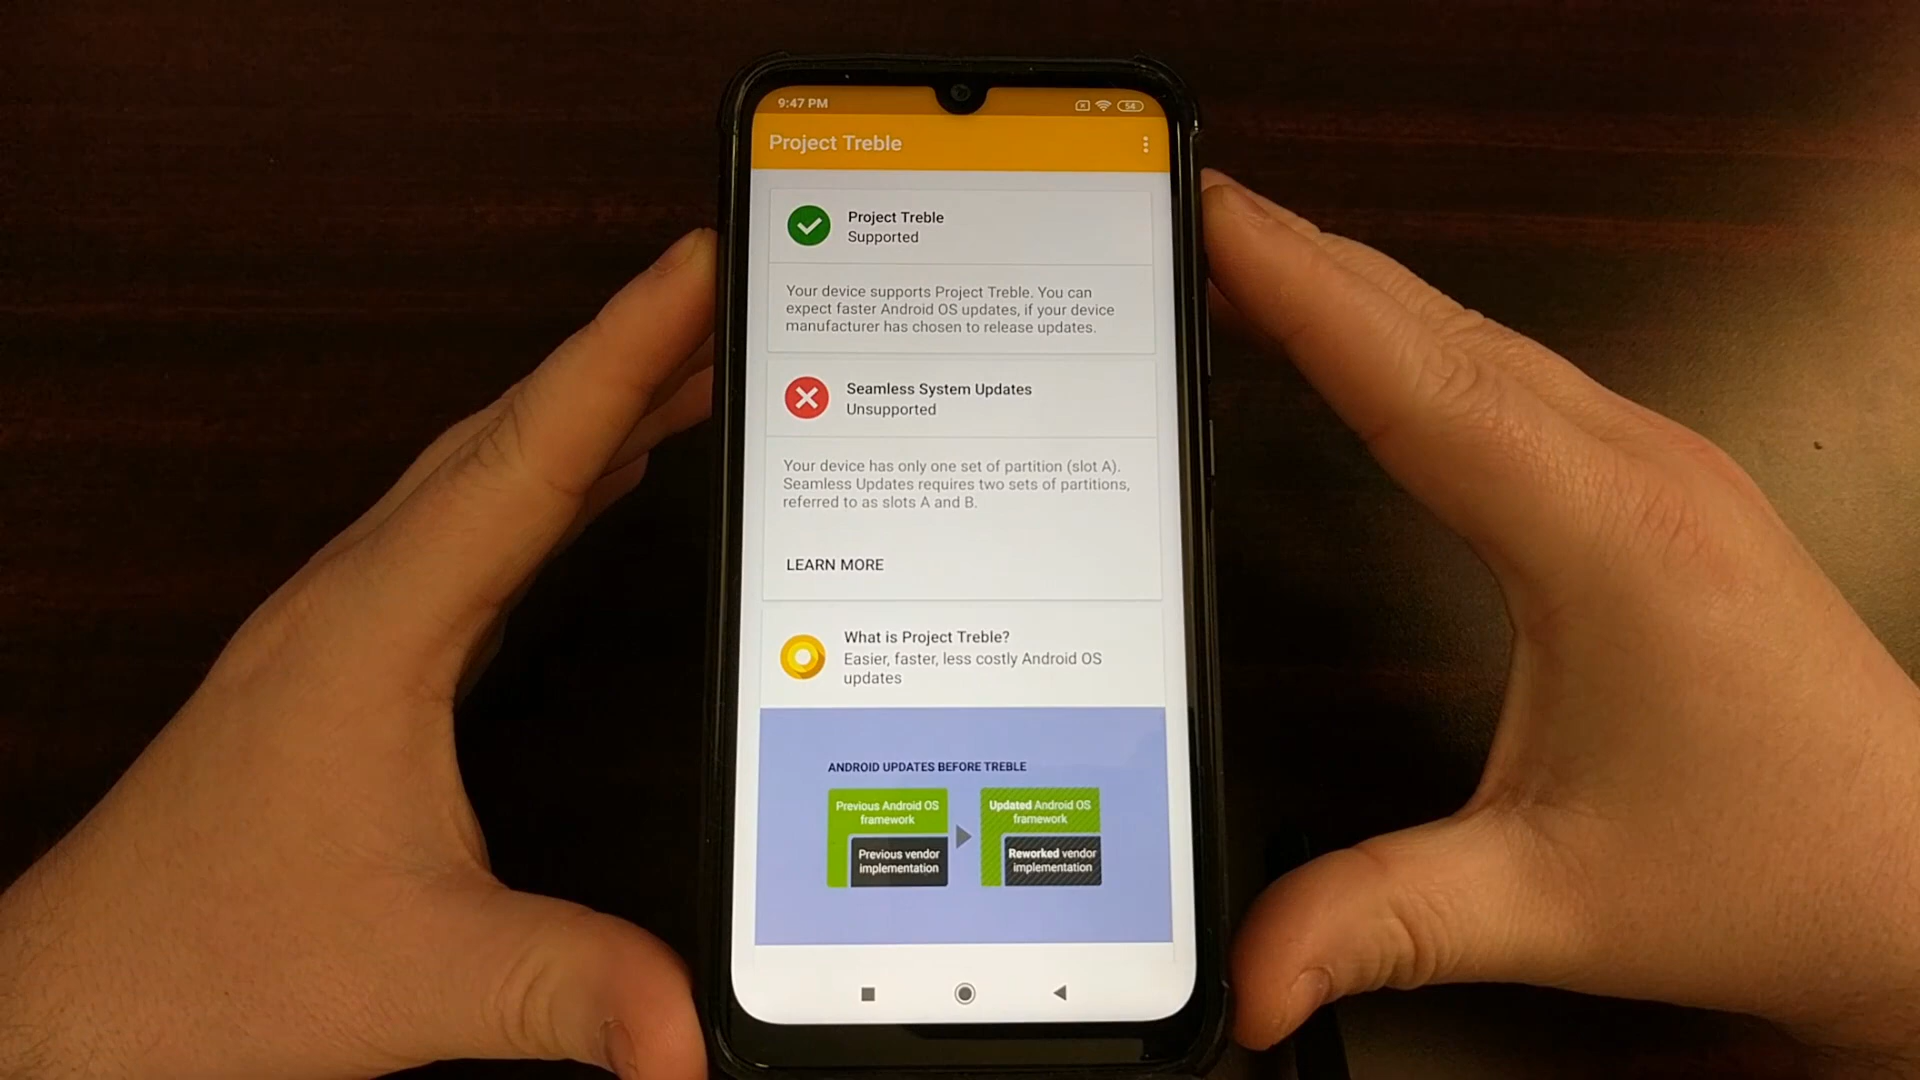 9:47 PM
54
Project Treble
Project Treble
Supported
Your device supports Project Treble. You can
expect faster Android OS updates, if your device
manufacturer has chosen to release updates.
Seamless System Updates
Unsupported
Your device has only one set of partition (slot A).
Seamless Updates requires two sets of partitions,
referred to as slots A and B.
LEARN MORE
What is Project Treble?
Easier, faster, less costly Android OS
updates
ANDROID UPDATES BEFORE TREBLE
Previous Android OS
framework
Previous vendor
implementation
Updated Android OS
framework
Reworked vendor
implementation